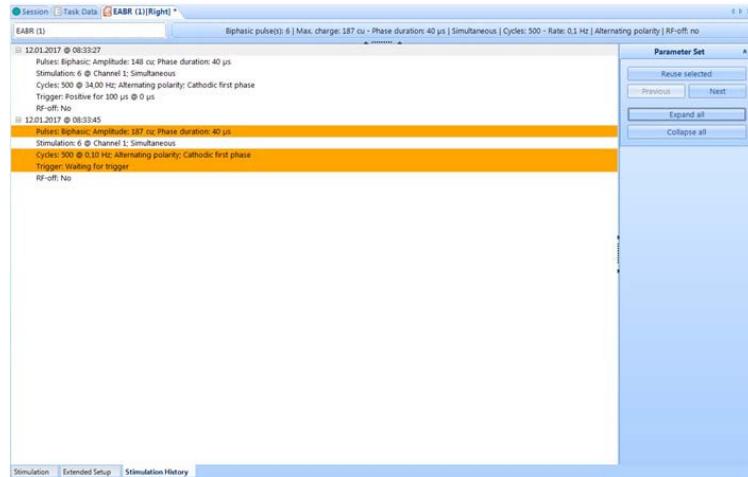 Session Task Data EABR (1)[Right] *
EABR (1)
Biphasic pulse(s): 6 | Max. charge: 187 cu - Phase duration: 40 µs | Simultaneous | Cycles: 500 - Rate: 0,1 Hz | Alternating polarity | RF-off: no
12.01.2017 @ 08:33:27
Pulses: Biphasic; Amplitude: 148 cu; Phase duration: 40 µs
Stimulation: 6 @ Channel 1; Simultaneous
Cycles: 500 @ 34,00 Hz; Alternating polarity; Cathodic first phase
Trigger: Positive for 100 µs @ 0 µs
RF-off: No
12.01.2017 @ 08:33:45
Pulses: Biphasic; Amplitude: 187 cu; Phase duration: 40 µs
Stimulation: 6 @ Channel 1; Simultaneous
Cycles: 500 @ 0,10 Hz; Alternating polarity; Cathodic first phase
Trigger: Waiting for trigger
RF-off: No
Parameter Set
Reuse selected
Previous Next
Expand all
Collapse all
Stimulation Extended Setup Stimulation History